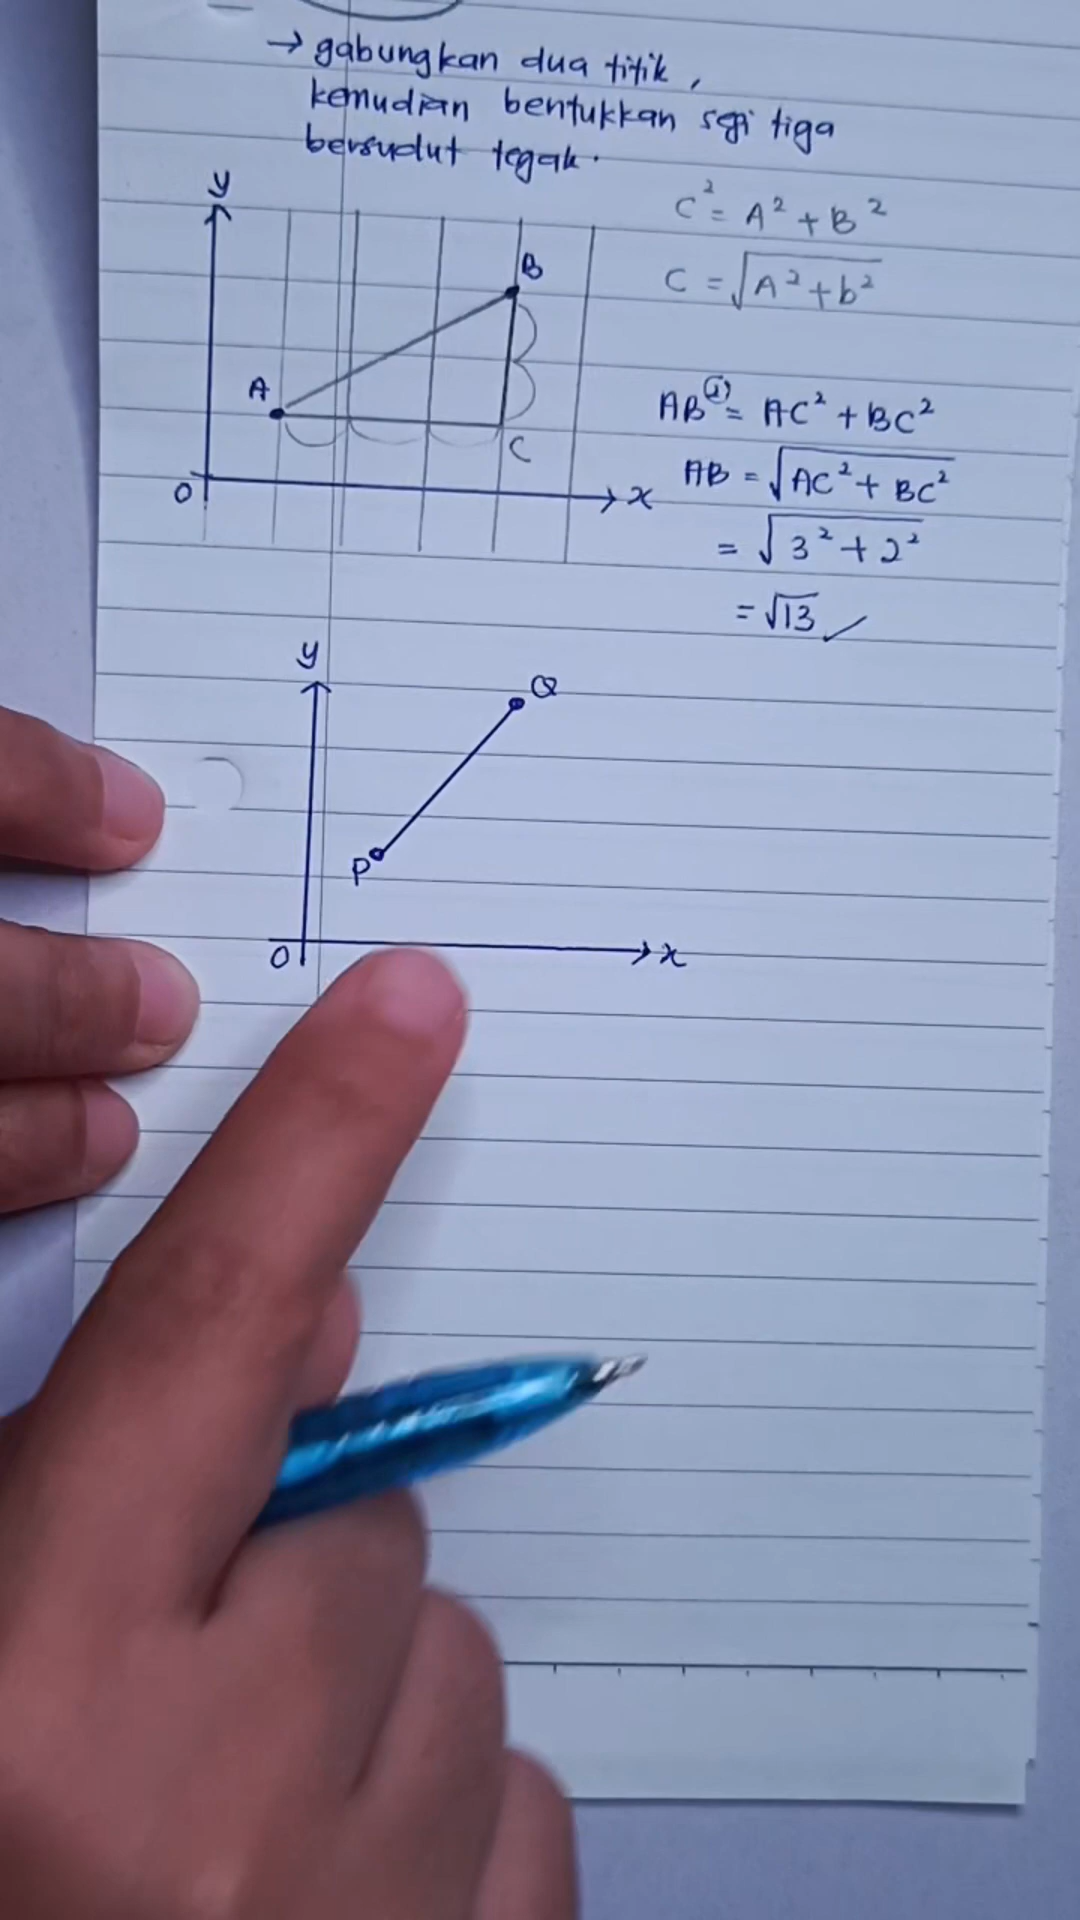 → gabungkan dua titik,
kemudian bentukkan segi tiga
bersudut tegak.
y
B
A
C
O
x
C² = A² + B²
C = √A² + b²
AB² = AC² + BC²
AB = √AC² + BC²
= √3² + 2²
= √13 ✓
y
Q
P
O
x